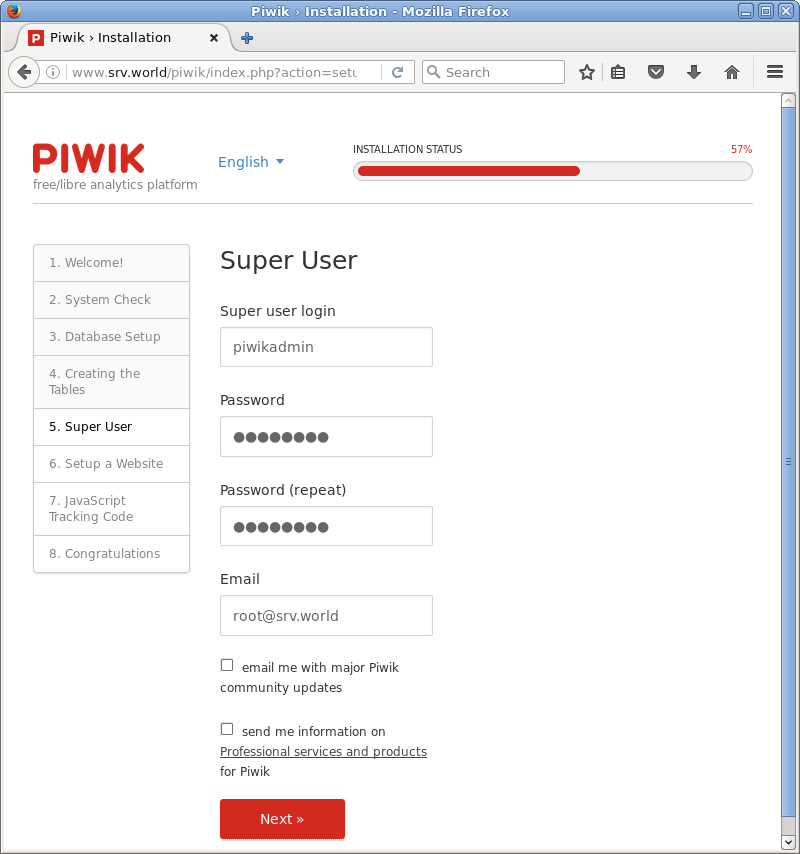 Piwik › Installation - Mozilla Firefox
Piwik › Installation
www.srv.world/piwik/index.php?action=setu
Search
PIWIK
free/libre analytics platform
English
INSTALLATION STATUS
57%
1. Welcome!
2. System Check
3. Database Setup
4. Creating the
Tables
5. Super User
6. Setup a Website
7. JavaScript
Tracking Code
8. Congratulations
Super User
Super user login
piwikadmin
Password
●●●●●●●●
Password (repeat)
●●●●●●●●
Email
root@srv.world
email me with major Piwik
community updates
send me information on
Professional services and products
for Piwik
Next »